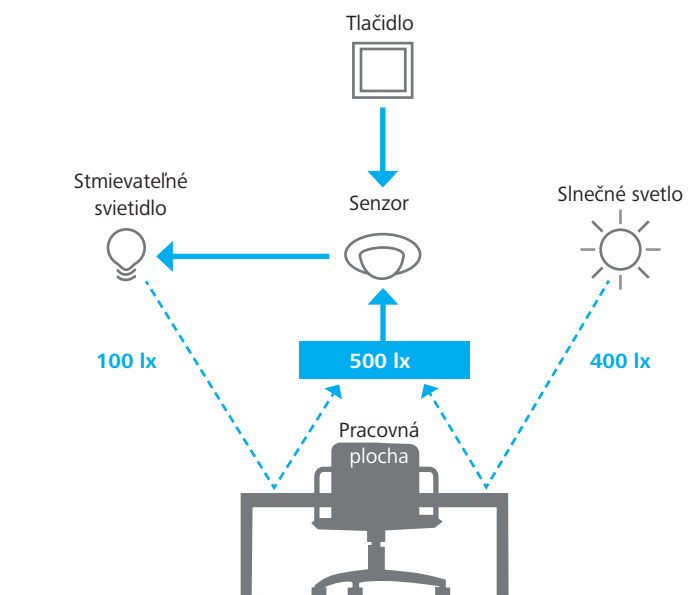 Tlačidlo
Stmievateľné
svietidlo
Senzor
Slnečné svetlo
100 lx
500 lx
400 lx
Pracovná
plocha